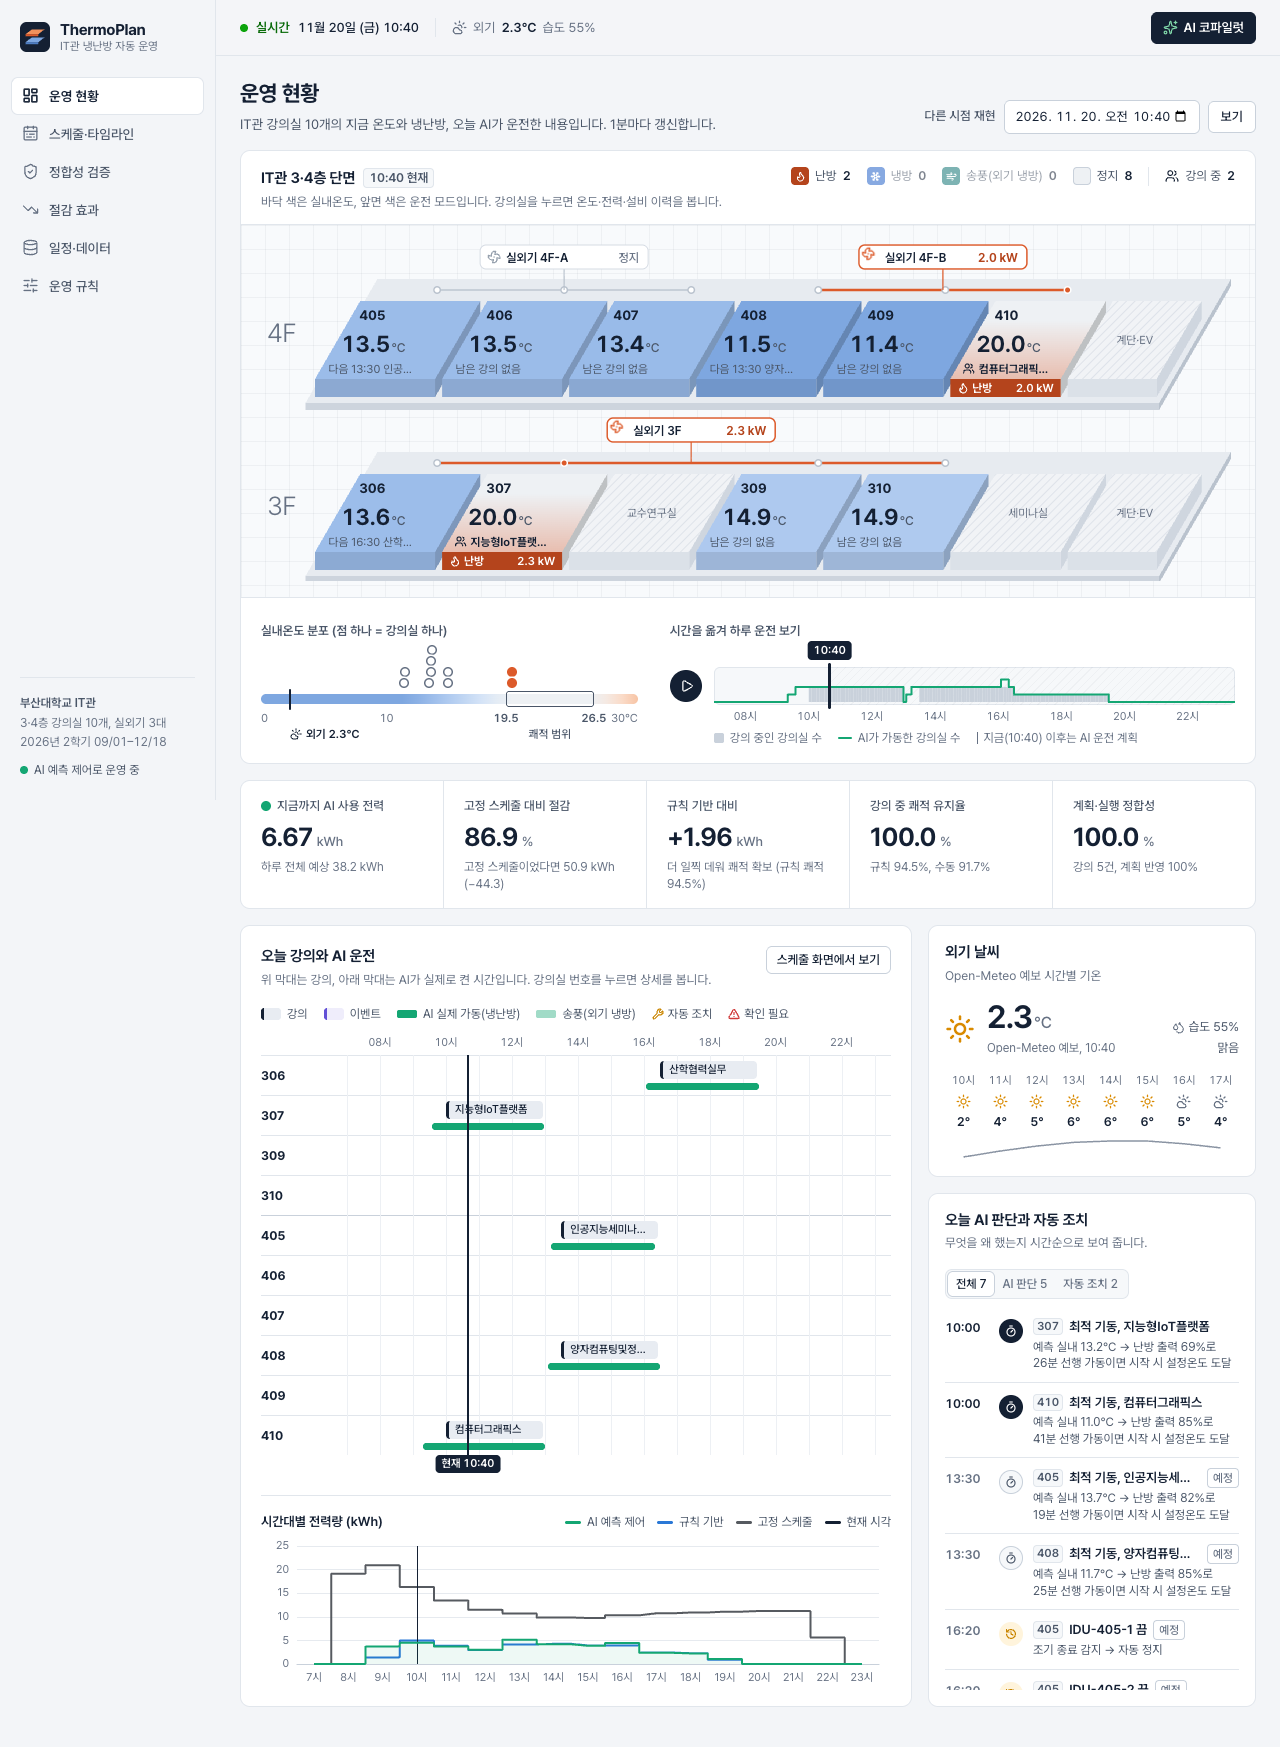 ThermoPlan
IT관 냉난방 자동 운영
운영 현황
스케줄·타임라인
정합성 검증
절감 효과
일정·데이터
운영 규칙
부산대학교 IT관
3·4층 강의실 10개, 실외기 3대
2026년 2학기 09/01–12/18
AI 예측 제어로 운영 중
실시간 11월 20일 (금) 10:40 외기 2.3°C 습도 55%
AI 코파일럿
운영 현황
IT관 강의실 10개의 지금 온도와 냉난방, 오늘 AI가 운전한 내용입니다. 1분마다 갱신합니다.
다른 시점 재현 2026. 11. 20. 오전 10:40 보기
IT관 3·4층 단면 10:40 현재
바닥 색은 실내온도, 앞면 색은 운전 모드입니다. 강의실을 누르면 온도·전력·설비 이력을 봅니다.
난방 2 냉방 0 송풍(외기 냉방) 0 정지 8 강의 중 2
실외기 4F-A 정지
실외기 4F-B 2.0 kW
4F
405 406 407 408 409 410
13.5°C 13.5°C 13.4°C 11.5°C 11.4°C 20.0°C 계단·EV
다음 13:30 인공... 남은 강의 없음 남은 강의 없음 다음 13:30 양자... 남은 강의 없음 컴퓨터그래픽...
난방 2.0 kW
실외기 3F 2.3 kW
3F
306 307 309 310
13.6°C 20.0°C 교수연구실 14.9°C 14.9°C 세미나실 계단·EV
다음 16:30 산학... 지능형IoT플랫... 남은 강의 없음 남은 강의 없음
난방 2.3 kW
실내온도 분포 (점 하나 = 강의실 하나)
0 10 19.5 26.5 30°C
외기 2.3°C 쾌적 범위
시간을 옮겨 하루 운전 보기
10:40
08시 10시 12시 14시 16시 18시 20시 22시
강의 중인 강의실 수 AI가 가동한 강의실 수 지금(10:40) 이후는 AI 운전 계획
지금까지 AI 사용 전력
6.67 kWh
하루 전체 예상 38.2 kWh
고정 스케줄 대비 절감
86.9 %
고정 스케줄이었다면 50.9 kWh
(−44.3)
규칙 기반 대비
+1.96 kWh
더 일찍 데워 쾌적 확보 (규칙 쾌적
94.5%)
강의 중 쾌적 유지율
100.0 %
규칙 94.5%, 수동 91.7%
계획·실행 정합성
100.0 %
강의 5건, 계획 반영 100%
오늘 강의와 AI 운전
위 막대는 강의, 아래 막대는 AI가 실제로 켠 시간입니다. 강의실 번호를 누르면 상세를 봅니다.
스케줄 화면에서 보기
강의 이벤트 AI 실제 가동(냉난방) 송풍(외기 냉방) 자동 조치 확인 필요
08시 10시 12시 14시 16시 18시 20시 22시
306 산학협력실무
307 지능형IoT플랫폼
309
310
405 인공지능세미나...
406
407
408 양자컴퓨팅및정...
409
410 컴퓨터그래픽스
현재 10:40
시간대별 전력량 (kWh)
AI 예측 제어 규칙 기반 고정 스케줄 현재 시각
25
20
15
10
5
0
7시 8시 9시 10시 11시 12시 13시 14시 15시 16시 17시 18시 19시 20시 21시 22시 23시
외기 날씨
Open-Meteo 예보 시간별 기온
2.3°C
Open-Meteo 예보, 10:40
습도 55%
맑음
10시 11시 12시 13시 14시 15시 16시 17시
2° 4° 5° 6° 6° 6° 5° 4°
오늘 AI 판단과 자동 조치
무엇을 왜 했는지 시간순으로 보여 줍니다.
전체 7 AI 판단 5 자동 조치 2
10:00 307 최적 기동, 지능형IoT플랫폼
예측 실내 13.2°C → 난방 출력 69%로
26분 선행 가동이면 시작 시 설정온도 도달
10:00 410 최적 기동, 컴퓨터그래픽스
예측 실내 11.0°C → 난방 출력 85%로
41분 선행 가동이면 시작 시 설정온도 도달
13:30 405 최적 기동, 인공지능세... 예정
예측 실내 13.7°C → 난방 출력 82%로
19분 선행 가동이면 시작 시 설정온도 도달
13:30 408 최적 기동, 양자컴퓨팅... 예정
예측 실내 11.7°C → 난방 출력 85%로
25분 선행 가동이면 시작 시 설정온도 도달
16:20 405 IDU-405-1 끔 예정
조기 종료 감지 → 자동 정지
16:20 405 IDU-405-2 끔 예정